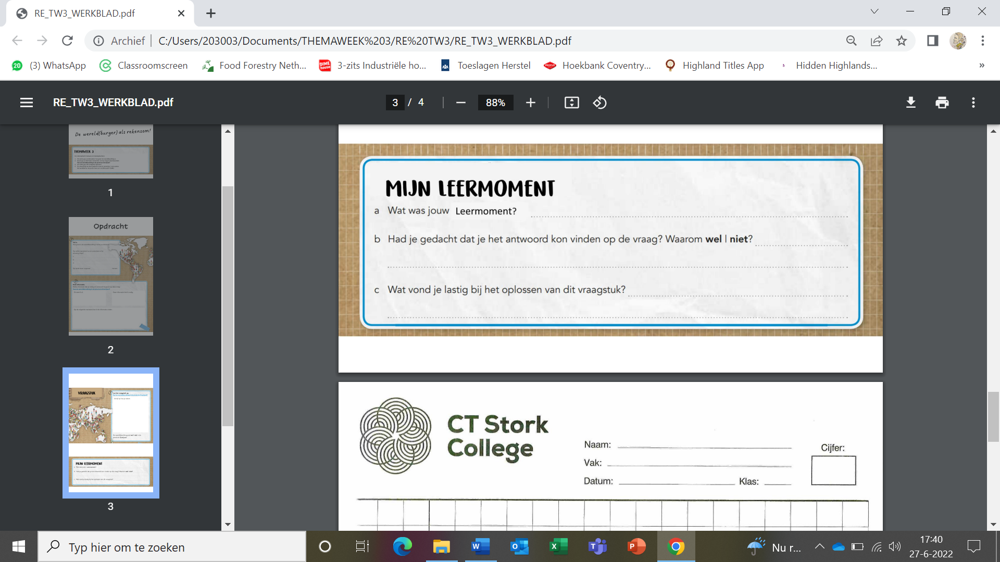 RE_TW3_WERKBLAD.pdf
Archief | C:/Users/203003/Documents/THEMAWEEK%203/RE%20TW3/RE_TW3_WERKBLAD.pdf
20 (3) WhatsApp Classroomscreen Food Forestry Neth... 3-zits Industriële ho... Toeslagen Herstel Hoekbank Coventry... Highland Titles App Hidden Highlands... »
RE_TW3_WERKBLAD.pdf 3 / 4 88%
De wereld(burger) als rekensom!
THEMAWEEK 3
1
Opdracht
2
VRAAGSTUK
MIJN LEERMOMENT
3
MIJN LEERMOMENT
a Wat was jouw Leermoment?
b Had je gedacht dat je het antwoord kon vinden op de vraag? Waarom wel | niet?
c Wat vond je lastig bij het oplossen van dit vraagstuk?
CT Stork
College
Naam:
Vak:
Datum: Klas:
Cijfer:
Typ hier om te zoeken
Nu r...
17:40
27-6-2022